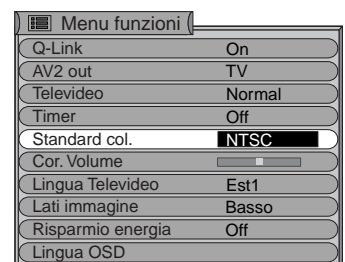 Menu funzioni
Q-Link On
AV2 out TV
Televideo Normal
Timer Off
Standard col. NTSC
Cor. Volume
Lingua Televideo Est1
Lati immagine Basso
Risparmio energia Off
Lingua OSD